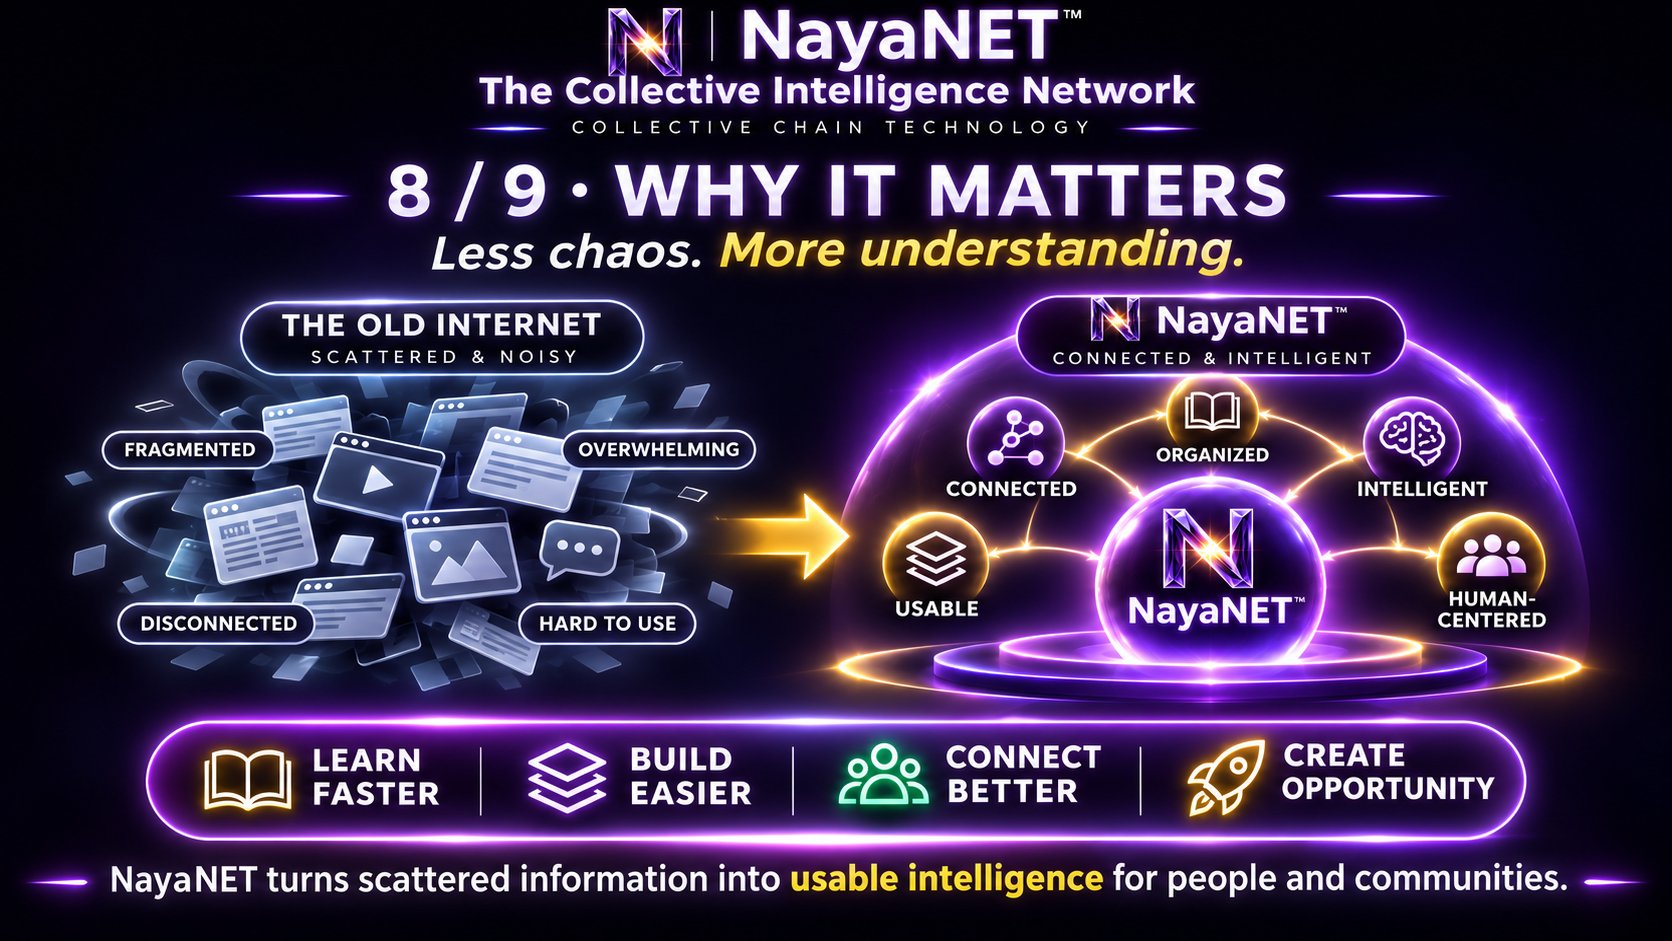 N | NayaNET™
The Collective Intelligence Network
COLLECTIVE CHAIN TECHNOLOGY
8 / 9 · WHY IT MATTERS
Less chaos. More understanding.
THE OLD INTERNET
SCATTERED & NOISY
FRAGMENTED
OVERWHELMING
DISCONNECTED
HARD TO USE
N NayaNET™
CONNECTED & INTELLIGENT
ORGANIZED
CONNECTED
INTELLIGENT
USABLE
HUMAN-
CENTERED
N
NayaNET™
LEARN
FASTER
BUILD
EASIER
CONNECT
BETTER
CREATE
OPPORTUNITY
NayaNET turns scattered information into usable intelligence for people and communities.